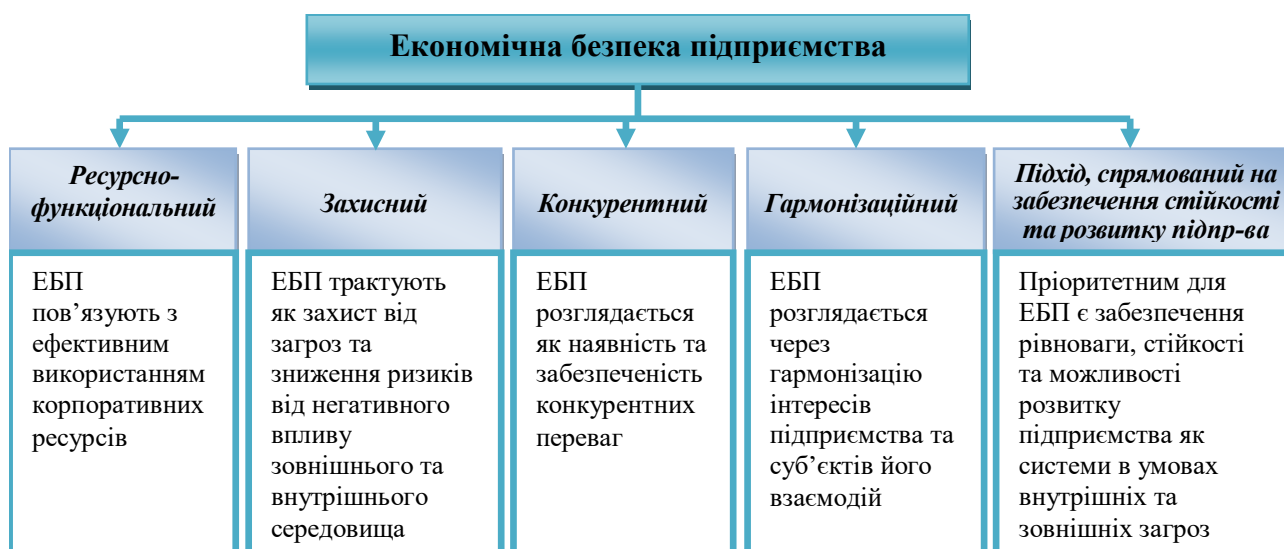 Економічна безпека підприємства
Ресурсно-
функціональний
ЕБП
пов’язують з
ефективним
використанням
корпоративних
ресурсів
Захисний
ЕБП трактують
як захист від
загроз та
зниження ризиків
від негативного
впливу
зовнішнього та
внутрішнього
середовища
Конкурентний
ЕБП
розглядається
як наявність та
забезпеченість
конкурентних
переваг
Гармонізаційний
ЕБП
розглядається
через
гармонізацію
інтересів
підприємства та
суб’єктів його
взаємодій
Підхід, спрямований на
забезпечення стійкості
та розвитку підпр-ва
Пріоритетним для
ЕБП є забезпечення
рівноваги, стійкості
та можливості
розвитку
підприємства як
системи в умовах
внутрішніх та
зовнішніх загроз